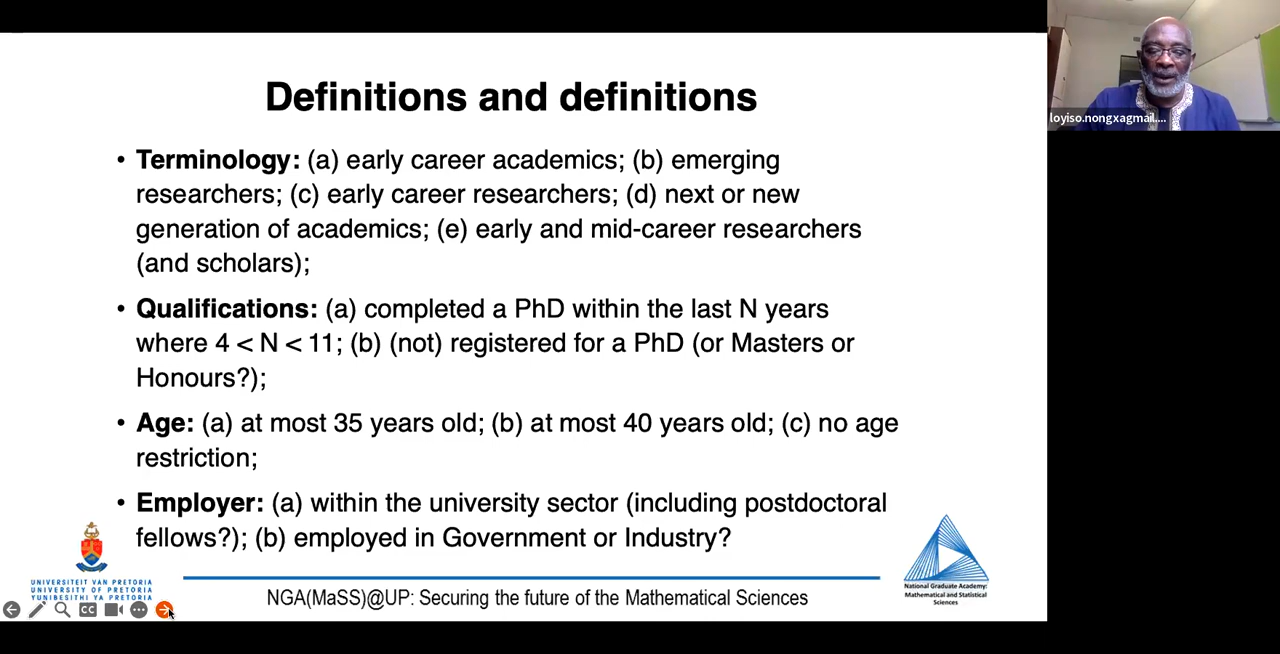 Definitions and definitions
• Terminology: (a) early career academics; (b) emerging
researchers; (c) early career researchers; (d) next or new
generation of academics; (e) early and mid-career researchers
(and scholars);
• Qualifications: (a) completed a PhD within the last N years
where 4 < N < 11; (b) (not) registered for a PhD (or Masters or
Honours?);
• Age: (a) at most 35 years old; (b) at most 40 years old; (c) no age
restriction;
• Employer: (a) within the university sector (including postdoctoral
fellows?); (b) employed in Government or Industry?
UNIVERSITEIT VAN PRETORIA
UNIVERSITY OF PRETORIA
YUNIBESITHI YA PRETORIA
NGA(MaSS)@UP: Securing the future of the Mathematical Sciences
National Graduate Academy:
Mathematical and Statistical
Sciences
CC
loyiso.nongxagmail....